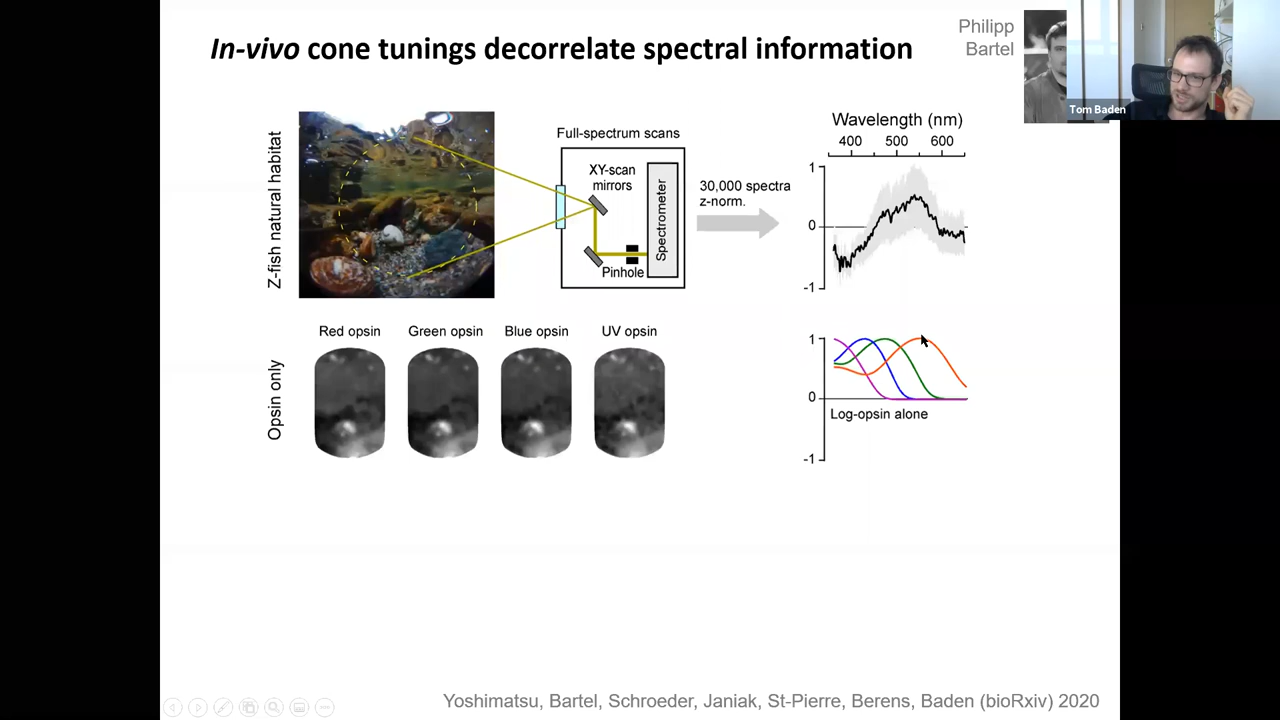 In-vivo cone tunings decorrelate spectral information
Philipp
Bartel
Tom Baden
Z-fish natural habitat
Full-spectrum scans
XY-scan
mirrors
Spectrometer
Pinhole
30,000 spectra
z-norm.
Wavelength (nm)
400 500 600
1
0
-1
Opsin only
Red opsin Green opsin Blue opsin UV opsin
1
0
Log-opsin alone
-1
Yoshimatsu, Bartel, Schroeder, Janiak, St-Pierre, Berens, Baden (bioRxiv) 2020